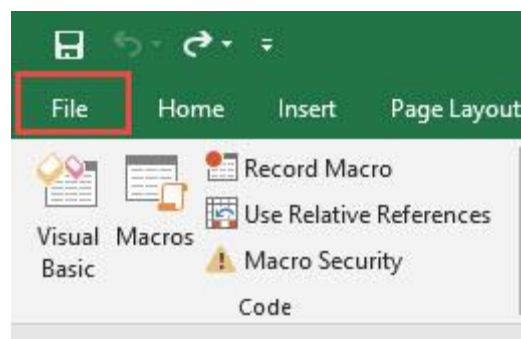 File Home Insert Page Layout
Record Macro
Use Relative References
Visual Basic
Macros
Macro Security
Code